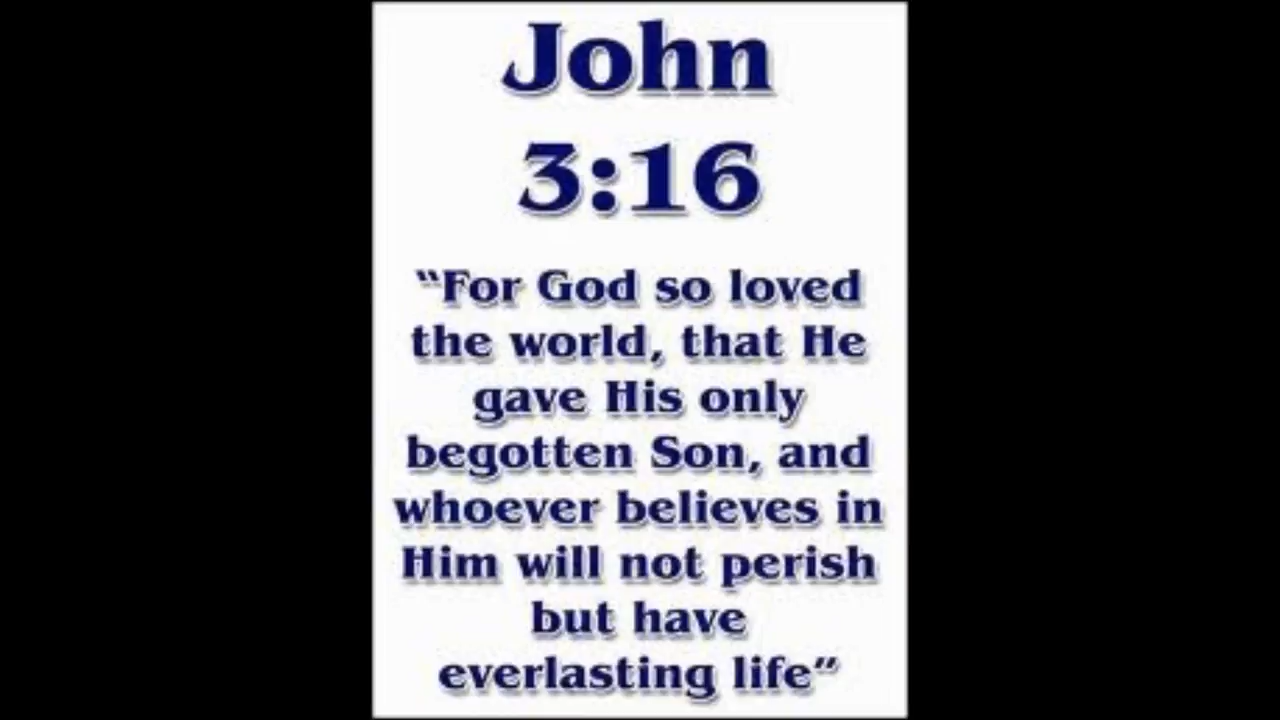 John
3:16
“For God so loved
the world, that He
gave His only
begotten Son, and
whoever believes in
Him will not perish
but have
everlasting life”